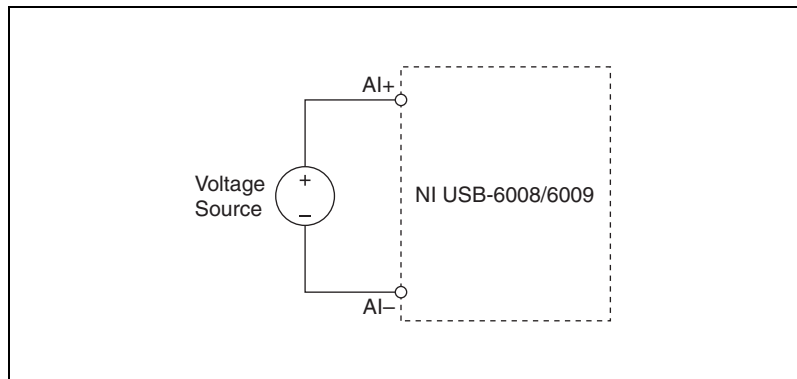 AI+
+
Voltage
Source
–
NI USB-6008/6009
AI–